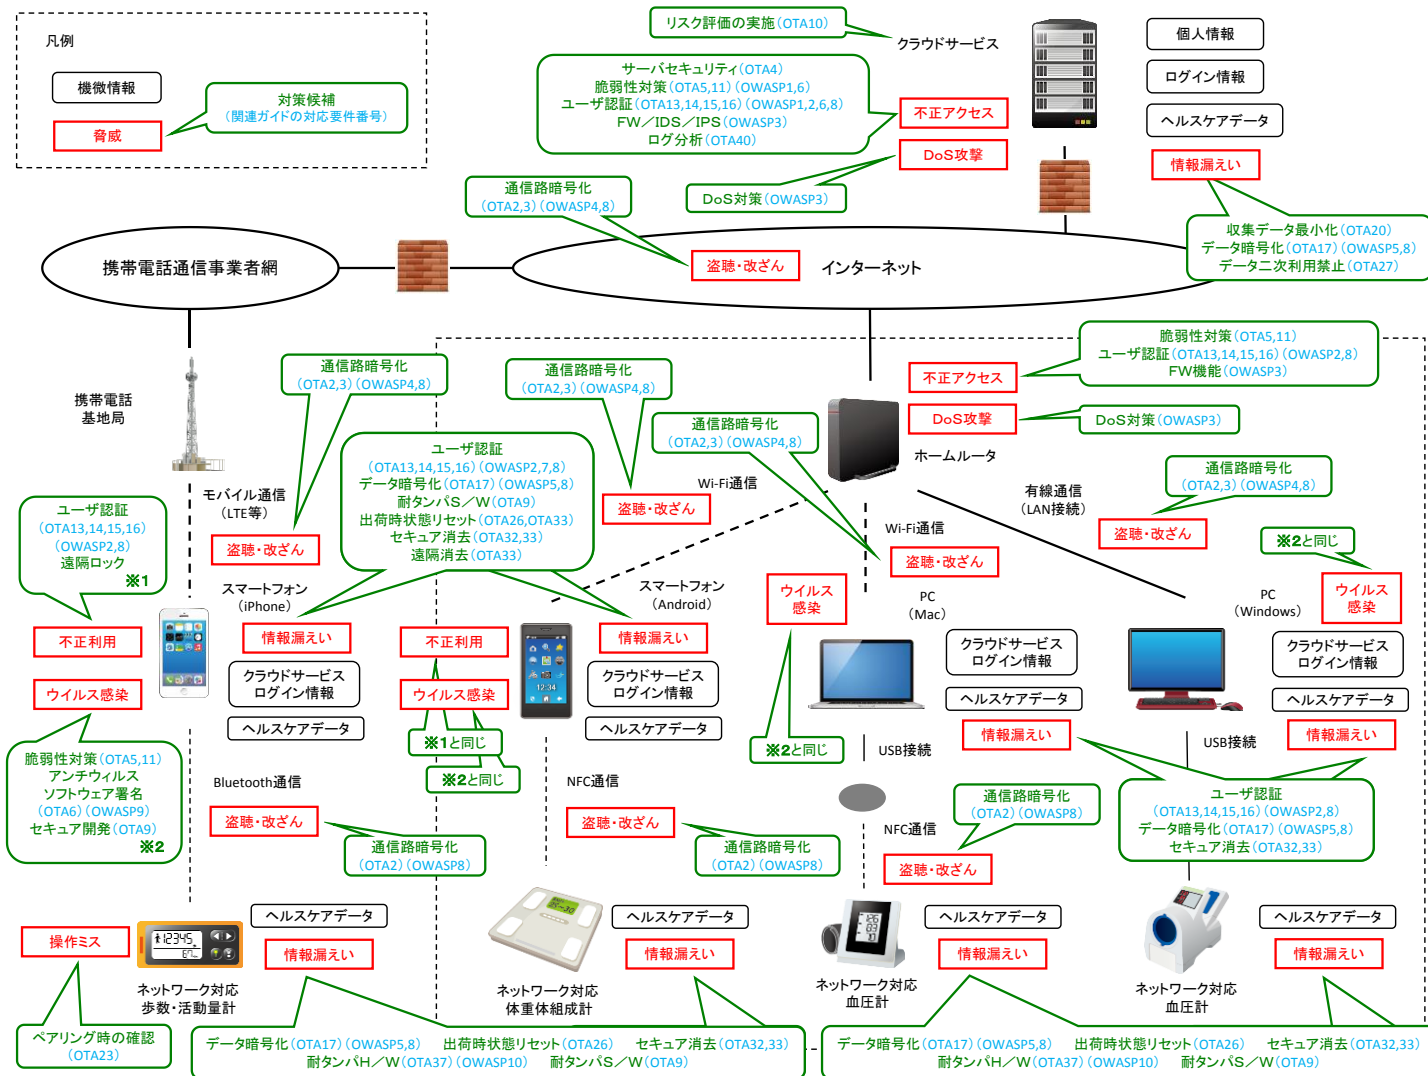 凡例
機微情報
脅威
対策候補
(関連ガイドの対応要件番号)
リスク評価の実施(OTA10)
クラウドサービス
個人情報
ログイン情報
ヘルスケアデータ
情報漏えい
サーバセキュリティ(OTA4)
脆弱性対策(OTA5,11)(OWASP1,6)
ユーザ認証(OTA13,14,15,16)(OWASP1,2,6,8)
FW/IDS/IPS(OWASP3)
ログ分析(OTA40)
不正アクセス
DoS攻撃
DoS対策(OWASP3)
通信路暗号化
(OTA2,3)(OWASP4,8)
収集データ最小化(OTA20)
データ暗号化(OTA17)(OWASP5,8)
データ二次利用禁止(OTA27)
携帯電話通信事業者網
盗聴・改ざん
インターネット
携帯電話
基地局
通信路暗号化
(OTA2,3)(OWASP4,8)
通信路暗号化
(OTA2,3)(OWASP4,8)
通信路暗号化
(OTA2,3)(OWASP4,8)
不正アクセス
DoS攻撃
ホームルータ
脆弱性対策(OTA5,11)
ユーザ認証(OTA13,14,15,16)(OWASP2,8)
FW機能(OWASP3)
DoS対策(OWASP3)
ユーザ認証
(OTA13,14,15,16)(OWASP2,7,8)
データ暗号化(OTA17)(OWASP5,8)
耐タンパS/W(OTA9)
出荷時状態リセット(OTA26,OTA33)
セキュア消去(OTA32,33)
遠隔消去(OTA33)
モバイル通信
(LTE等)
盗聴・改ざん
Wi-Fi通信
盗聴・改ざん
Wi-Fi通信
盗聴・改ざん
有線通信
(LAN接続)
通信路暗号化
(OTA2,3)(OWASP4,8)
盗聴・改ざん
ユーザ認証
(OTA13,14,15,16)
(OWASP2,8)
遠隔ロック
※1
不正利用
ウイルス感染
スマートフォン
(iPhone)
情報漏えい
クラウドサービス
ログイン情報
ヘルスケアデータ
不正利用
ウイルス感染
※1と同じ
※2と同じ
スマートフォン
(Android)
情報漏えい
クラウドサービス
ログイン情報
ヘルスケアデータ
ウイルス
感染
※2と同じ
PC
(Mac)
クラウドサービス
ログイン情報
ヘルスケアデータ
情報漏えい
PC
(Windows)
※2と同じ
ウイルス
感染
クラウドサービス
ログイン情報
ヘルスケアデータ
情報漏えい
脆弱性対策(OTA5,11)
アンチウィルス
ソフトウェア署名
(OTA6)(OWASP9)
セキュア開発(OTA9)
※2
Bluetooth通信
盗聴・改ざん
通信路暗号化
(OTA2)(OWASP8)
NFC通信
盗聴・改ざん
通信路暗号化
(OTA2)(OWASP8)
USB接続
NFC通信
盗聴・改ざん
通信路暗号化
(OTA2)(OWASP8)
USB接続
ユーザ認証
(OTA13,14,15,16)(OWASP2,8)
データ暗号化(OTA17)(OWASP5,8)
セキュア消去(OTA32,33)
操作ミス
ペアリング時の確認
(OTA23)
12345
ネットワーク対応
歩数・活動量計
ヘルスケアデータ
情報漏えい
ネットワーク対応
体重体組成計
ヘルスケアデータ
情報漏えい
ネットワーク対応
血圧計
ヘルスケアデータ
情報漏えい
ネットワーク対応
血圧計
ヘルスケアデータ
情報漏えい
12:34
データ暗号化(OTA17)(OWASP5,8) 出荷時状態リセット(OTA26) セキュア消去(OTA32,33)
耐タンパH/W(OTA37)(OWASP10) 耐タンパS/W(OTA9)
データ暗号化(OTA17)(OWASP5,8) 出荷時状態リセット(OTA26) セキュア消去(OTA32,33)
耐タンパH/W(OTA37)(OWASP10) 耐タンパS/W(OTA9)